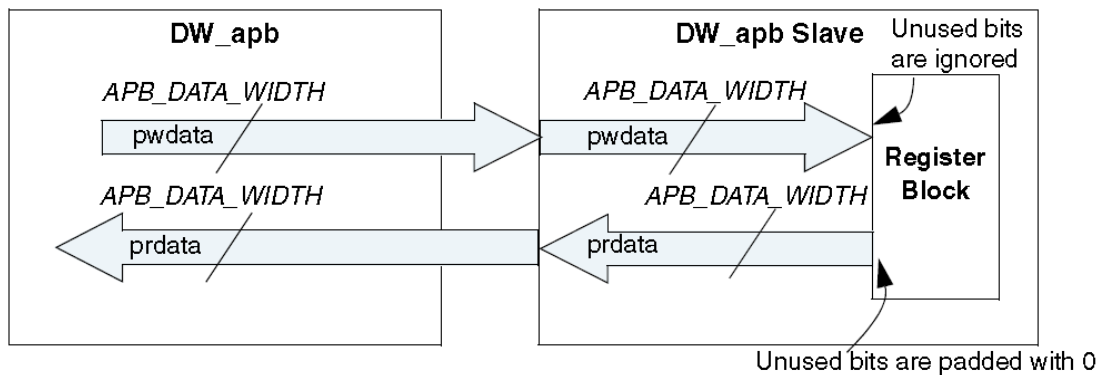 DW_apb
DW_apb Slave
Unused bits
are ignored
APB_DATA_WIDTH
APB_DATA_WIDTH
pwdata
pwdata
Register
Block
APB_DATA_WIDTH
APB_DATA_WIDTH
prdata
prdata
Unused bits are padded with 0